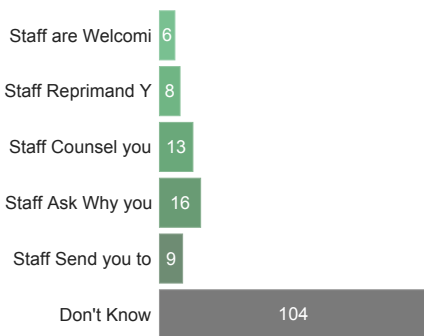 Staff are Welcomi 6
Staff Reprimand Y 8
Staff Counsel you 13
Staff Ask Why you 16
Staff Send you to 9
Don't Know 104